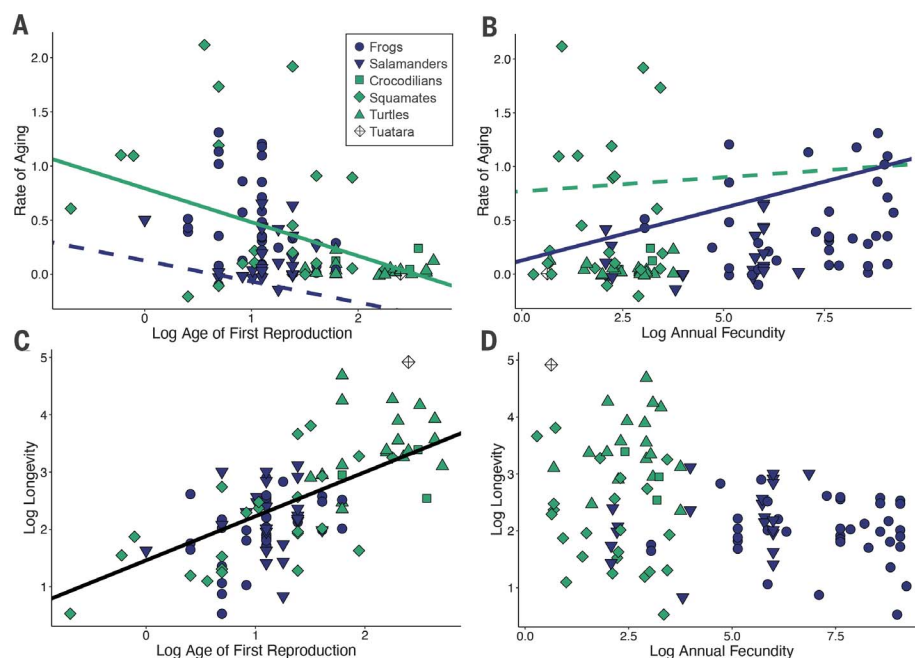 A
Rate of Aging
2.0
1.5
1.0
0.5
0.0
0
1
2
Log Age of First Reproduction
Frogs
Salamanders
Crocodilians
Squamates
Turtles
Tuatara
B
Rate of Aging
2.0
1.5
1.0
0.5
0.0
0.0
2.5
5.0
7.5
Log Annual Fecundity
C
Log Longevity
5
4
3
2
1
0
1
2
Log Age of First Reproduction
D
Log Longevity
5
4
3
2
1
0.0
2.5
5.0
7.5
Log Annual Fecundity